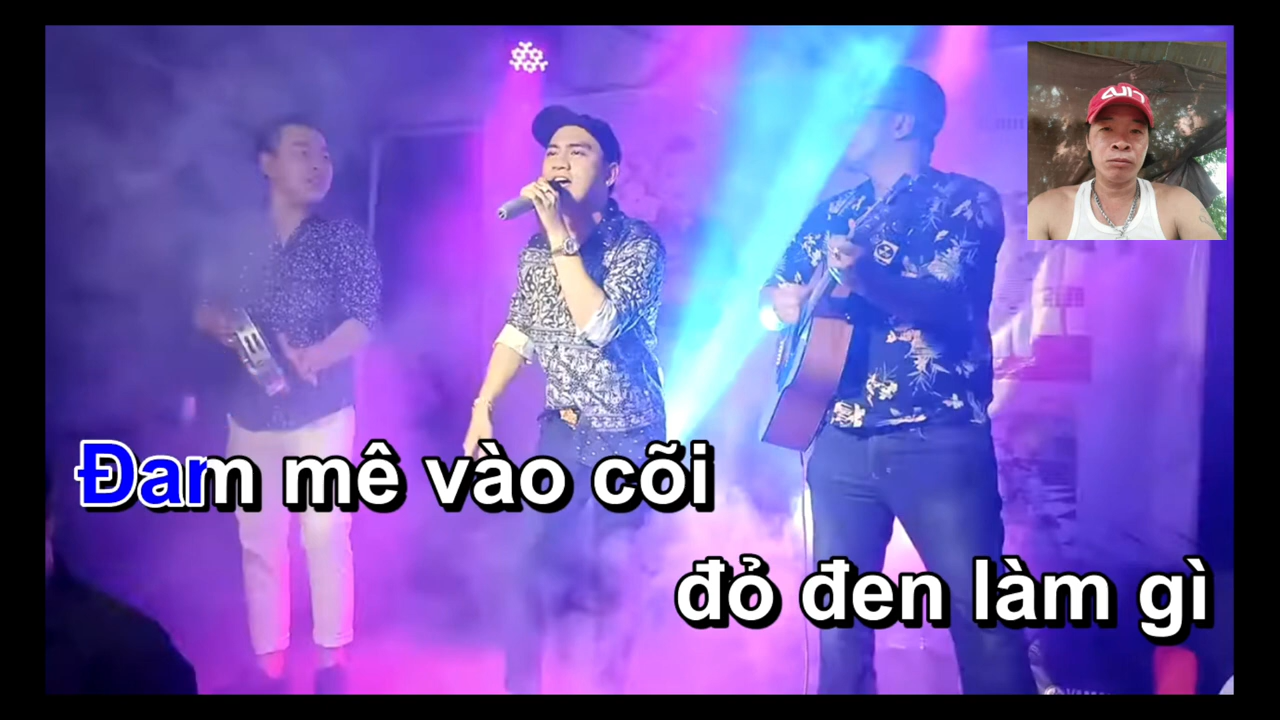 Đam mê vào cõi
đỏ đen làm gì